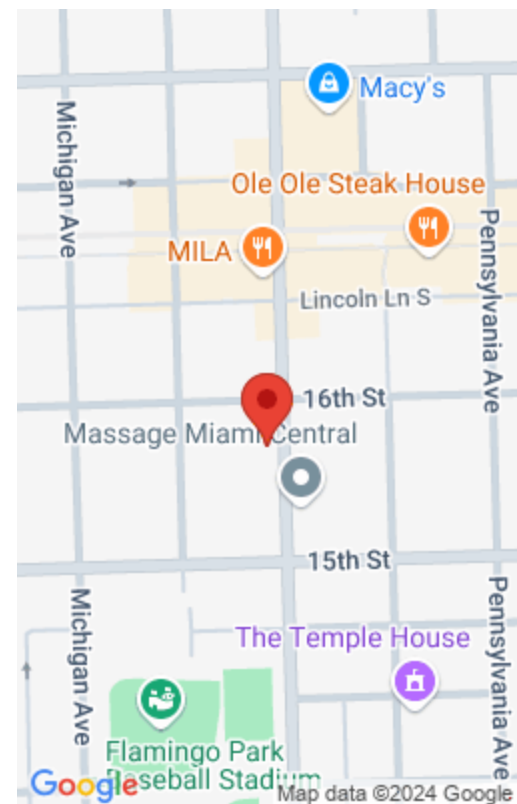 Macy's
Michigan Ave
Ole Ole Steak House
Pennsylvania Ave
MILA
Lincoln Ln S
16th St
Massage Miami Central
15th St
Michigan Ave
Pennsylvania Ave
The Temple House
Flamingo Park
Baseball Stadium
Google
Map data ©2024 Google